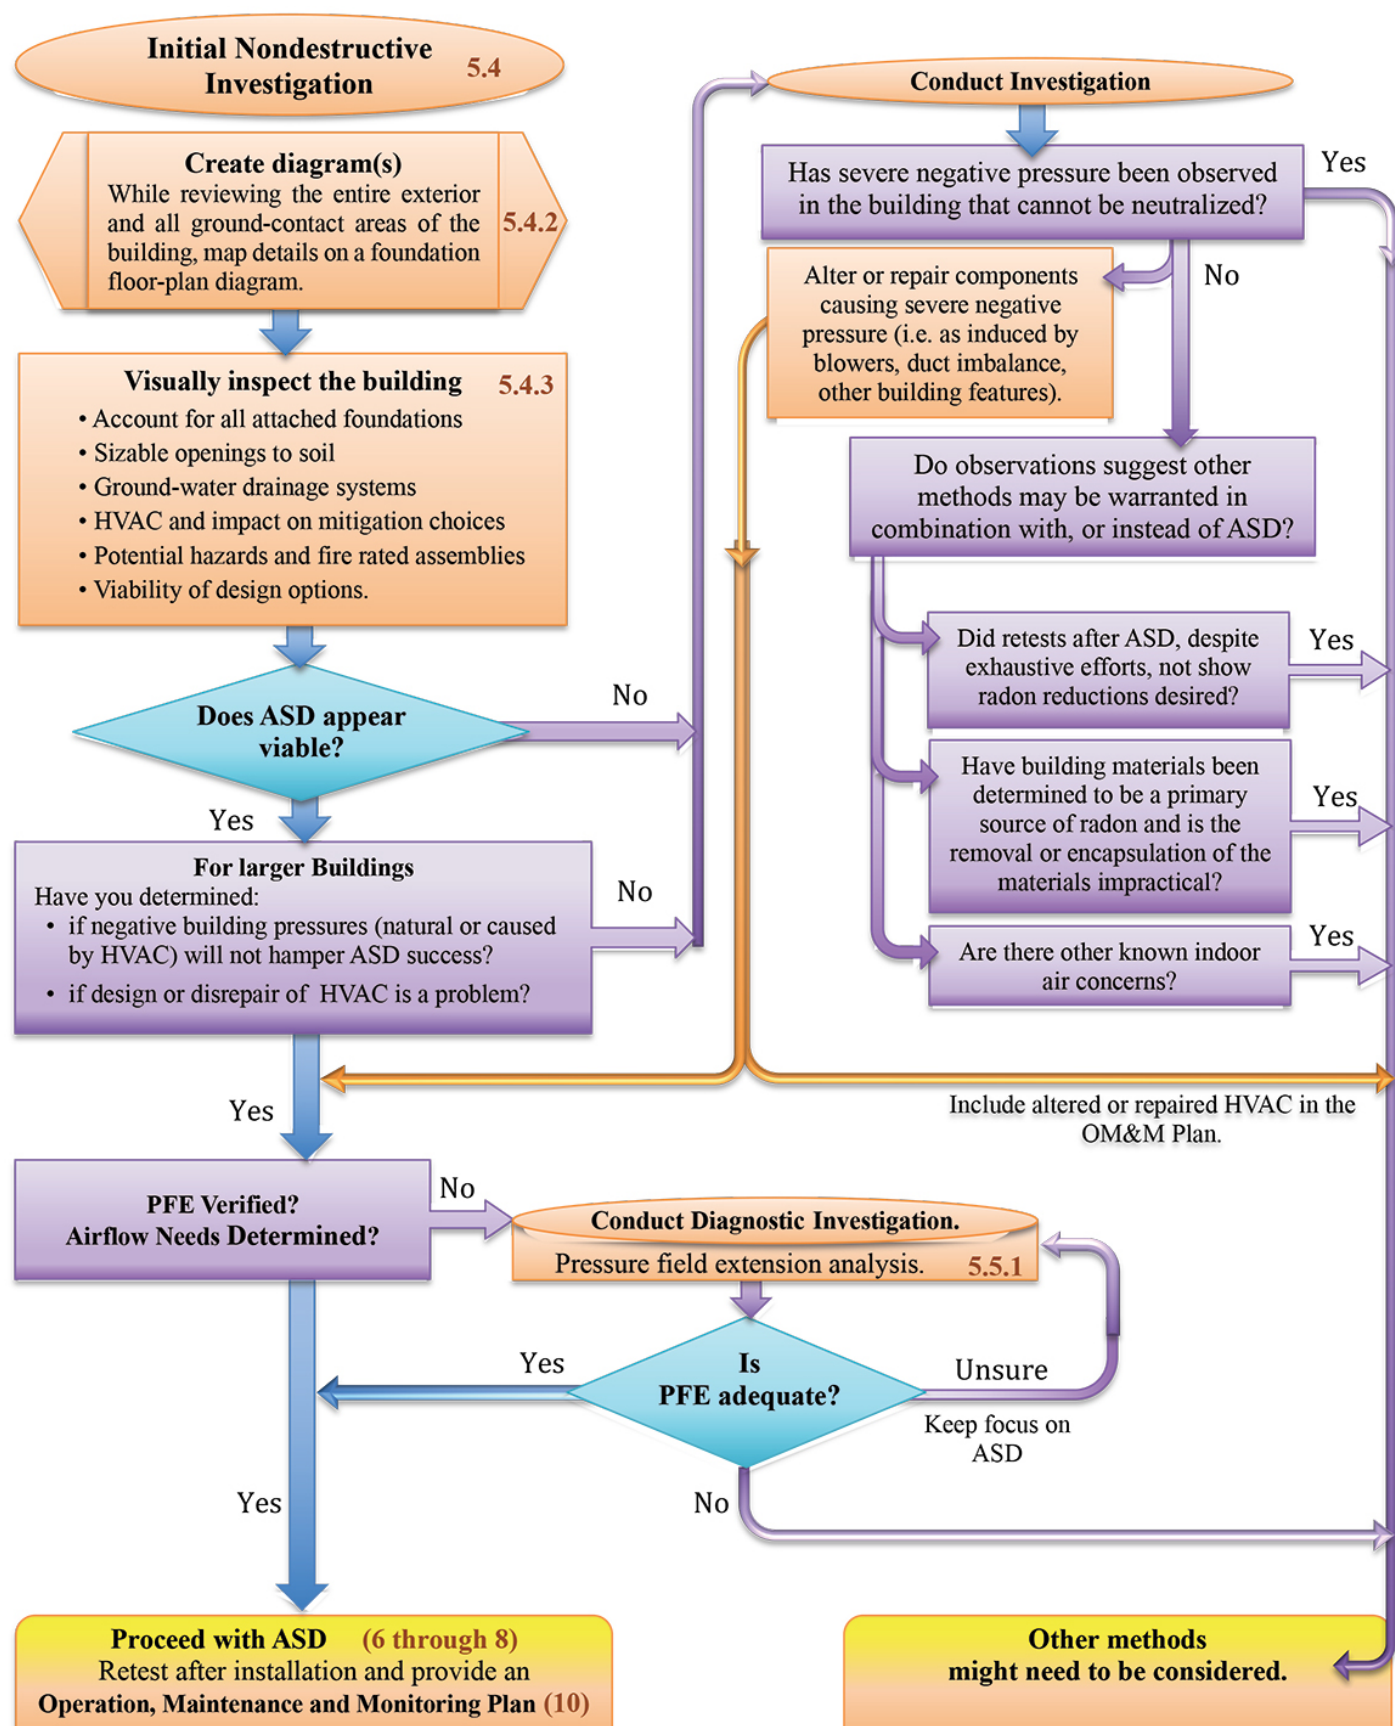 Initial Nondestructive
Investigation 5.4
Create diagram(s)
While reviewing the entire exterior
and all ground-contact areas of the
building, map details on a foundation
floor-plan diagram.
5.4.2
Visually inspect the building 5.4.3
• Account for all attached foundations
• Sizable openings to soil
• Ground-water drainage systems
• HVAC and impact on mitigation choices
• Potential hazards and fire rated assemblies
• Viability of design options.
Does ASD appear
viable?
No
Yes
For larger Buildings
Have you determined:
• if negative building pressures (natural or caused
by HVAC) will not hamper ASD success?
• if design or disrepair of HVAC is a problem?
No
Yes
Conduct Investigation
Has severe negative pressure been observed
in the building that cannot be neutralized?
Yes
No
Alter or repair components
causing severe negative
pressure (i.e. as induced by
blowers, duct imbalance,
other building features).
Do observations suggest other
methods may be warranted in
combination with, or instead of ASD?
Did retests after ASD, despite
exhaustive efforts, not show
radon reductions desired?
Yes
Have building materials been
determined to be a primary
source of radon and is the
removal or encapsulation of the
materials impractical?
Yes
Are there other known indoor
air concerns?
Yes
Include altered or repaired HVAC in the
OM&M Plan.
PFE Verified?
Airflow Needs Determined?
No
Conduct Diagnostic Investigation.
Pressure field extension analysis. 5.5.1
Is
PFE adequate?
Yes
Unsure
Keep focus on
ASD
No
Yes
Proceed with ASD (6 through 8)
Retest after installation and provide an
Operation, Maintenance and Monitoring Plan (10)
Other methods
might need to be considered.